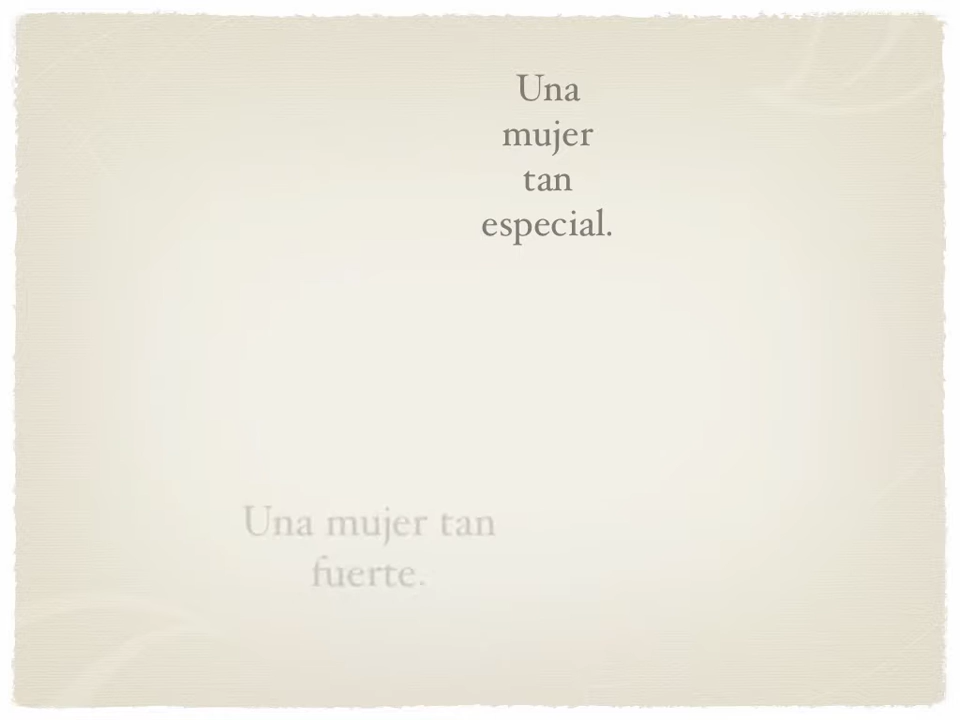 Una
mujer
tan
especial.
Una mujer tan
fuerte.